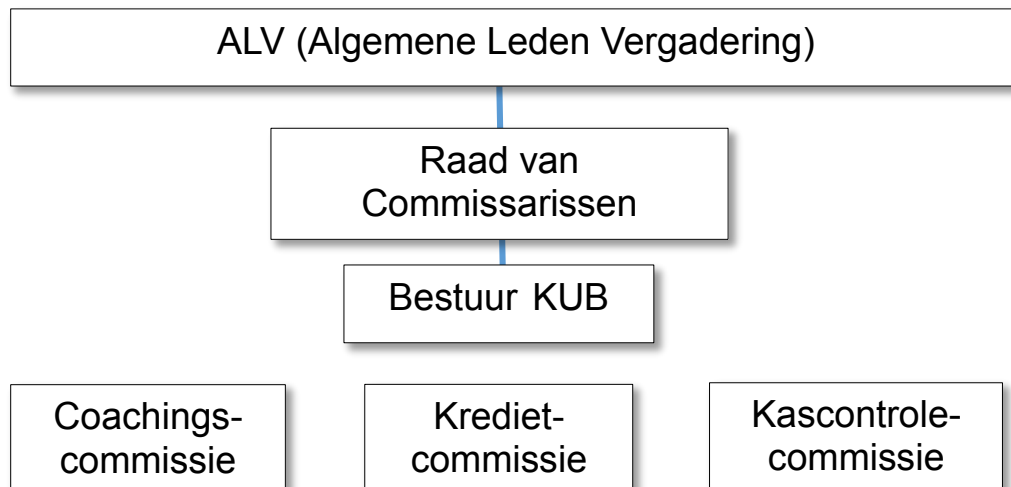 ALV (Algemene Leden Vergadering)
Raad van
Commissarissen
Bestuur KUB
Coachings-
commissie
Krediet-
commissie
Kascontrole-
commissie